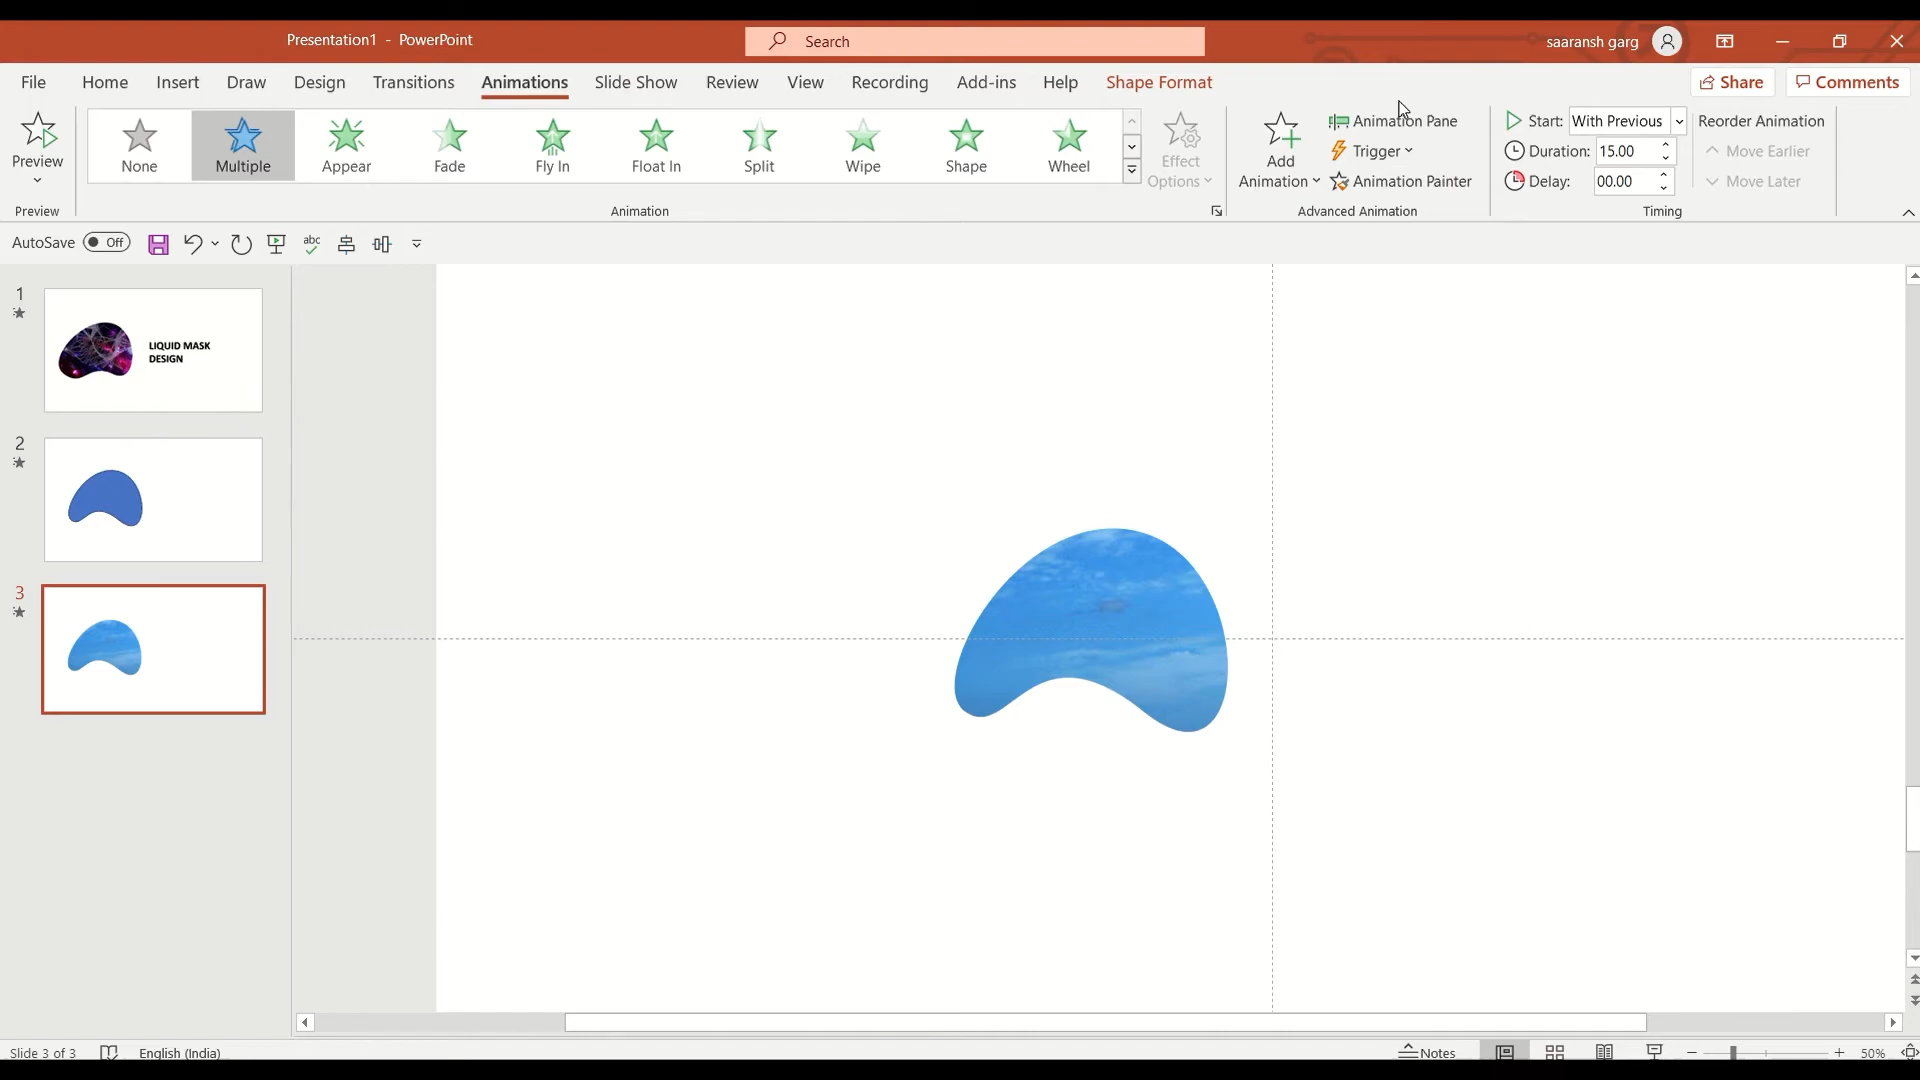 Presentation1 - PowerPoint
Search
saaransh garg
File Home Insert Draw Design Transitions Animations Slide Show Review View Recording Add-ins Help Shape Format
Share Comments
Preview
Preview
None Multiple Appear Fade Fly In Float In Split Wipe Shape Wheel
Animation
Effect
Options
Add
Animation
Animation Pane
Trigger
Animation Painter
Advanced Animation
Start: With Previous
Duration: 15.00
Delay: 00.00
Timing
Reorder Animation
Move Earlier
Move Later
AutoSave Off
abc
1
LIQUID MASK
DESIGN
2
3
Slide 3 of 3 English (India) Notes 50%